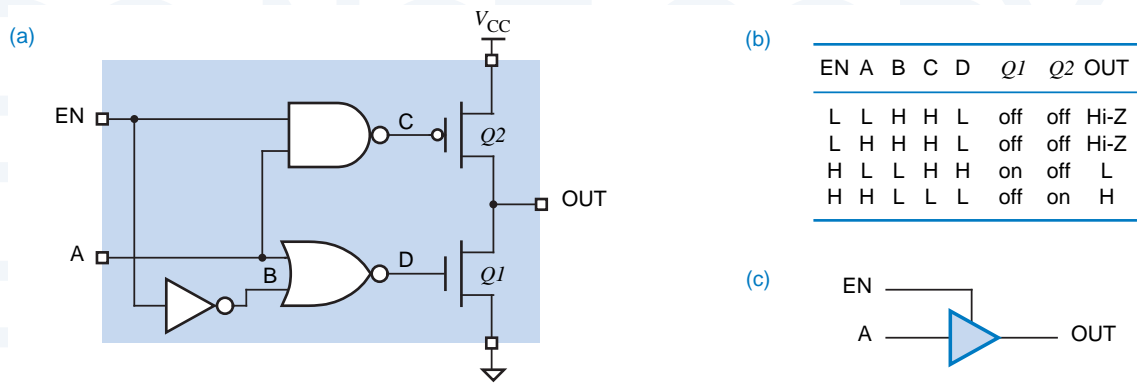 (a)
V_CC
EN
C
Q2
OUT
A
B
D
Q1
(b)
EN A B C D Q1 Q2 OUT
L L H H L off off Hi-Z
L H H H L off off Hi-Z
H L L H H on off L
H H L L L off on H
(c)
EN
A
OUT